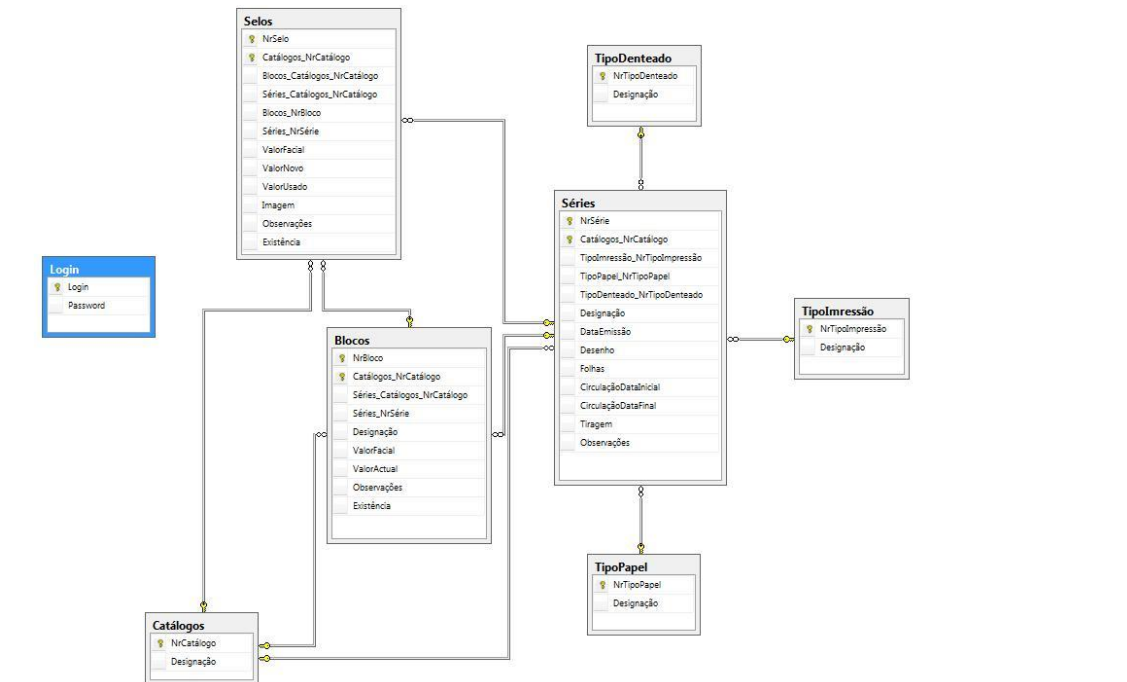 Selos
NrSelo
Catálogos_NrCatálogo
Blocos_Catálogos_NrCatálogo
Séries_Catálogos_NrCatálogo
Blocos_NrBloco
Séries_NrSérie
ValorFacial
ValorNovo
ValorUsado
Imagem
Observações
Existência
TipoDenteado
NrTipoDenteado
Designação
Login
Login
Password
Séries
NrSérie
Catálogos_NrCatálogo
TipoImpressão_NrTipoImpressão
TipoPapel_NrTipoPapel
TipoDenteado_NrTipoDenteado
Designação
DataEmissão
Desenho
Folhas
CirculaçãoDataInicial
CirculaçãoDataFinal
Tiragem
Observações
TipoImressão
NrTipoImpressão
Designação
Blocos
NrBloco
Catálogos_NrCatálogo
Séries_Catálogos_NrCatálogo
Séries_NrSérie
Designação
ValorFacial
ValorActual
Observações
Existência
TipoPapel
NrTipoPapel
Designação
Catálogos
NrCatálogo
Designação